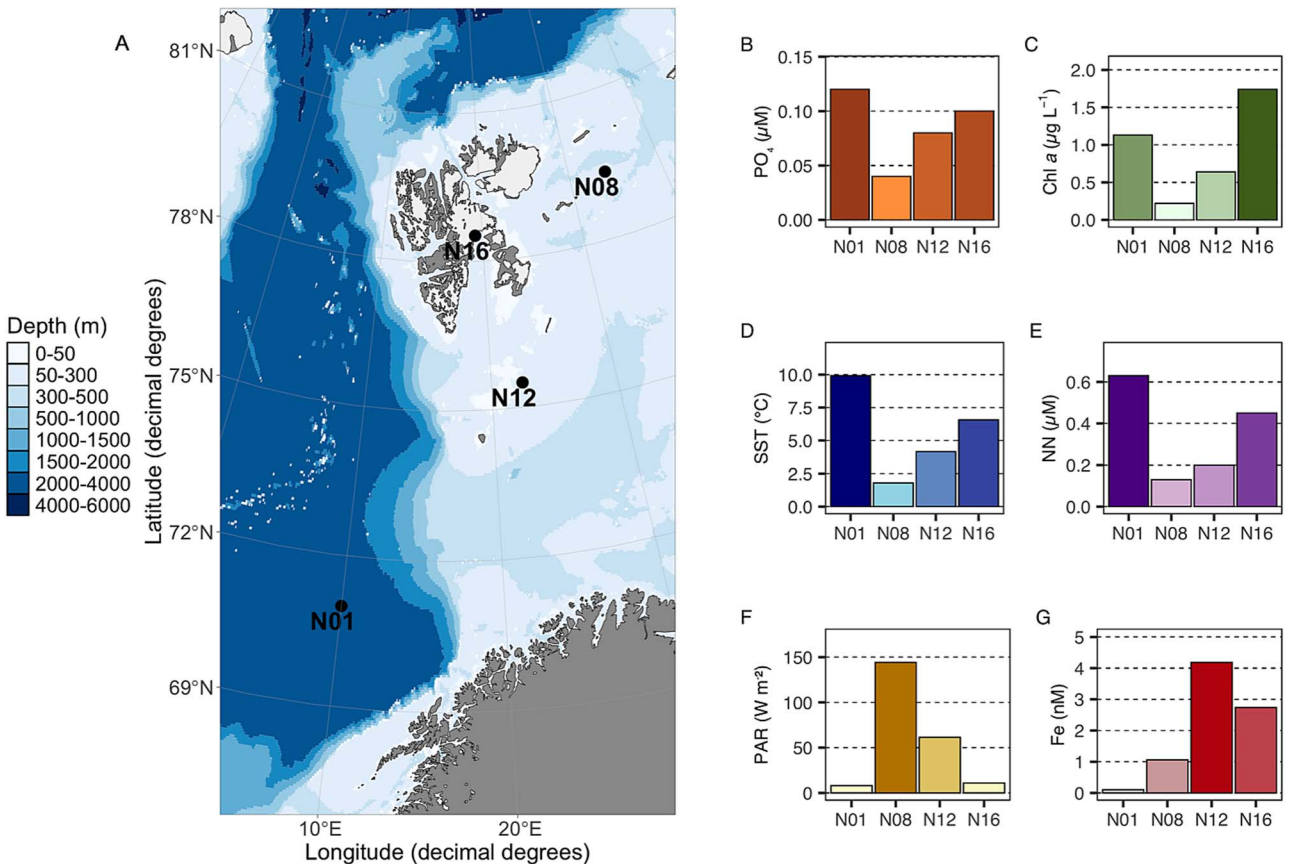 A
81°N
78°N
75°N
72°N
69°N
10°E
20°E
Latitude (decimal degrees)
Longitude (decimal degrees)
Depth (m)
0-50
50-300
300-500
500-1000
1000-1500
1500-2000
2000-4000
4000-6000
N08
N16
N12
N01
B
PO₄ (µM)
0.15
0.10
0.05
0.00
N01 N08 N12 N16
C
Chl a (µg L⁻¹)
2.0
1.5
1.0
0.5
0.0
N01 N08 N12 N16
D
SST (°C)
10.0
7.5
5.0
2.5
0.0
N01 N08 N12 N16
E
NN (µM)
0.6
0.4
0.2
0.0
N01 N08 N12 N16
F
PAR (W m⁻²)
150
100
50
0
N01 N08 N12 N16
G
Fe (nM)
5
4
3
2
1
0
N01 N08 N12 N16